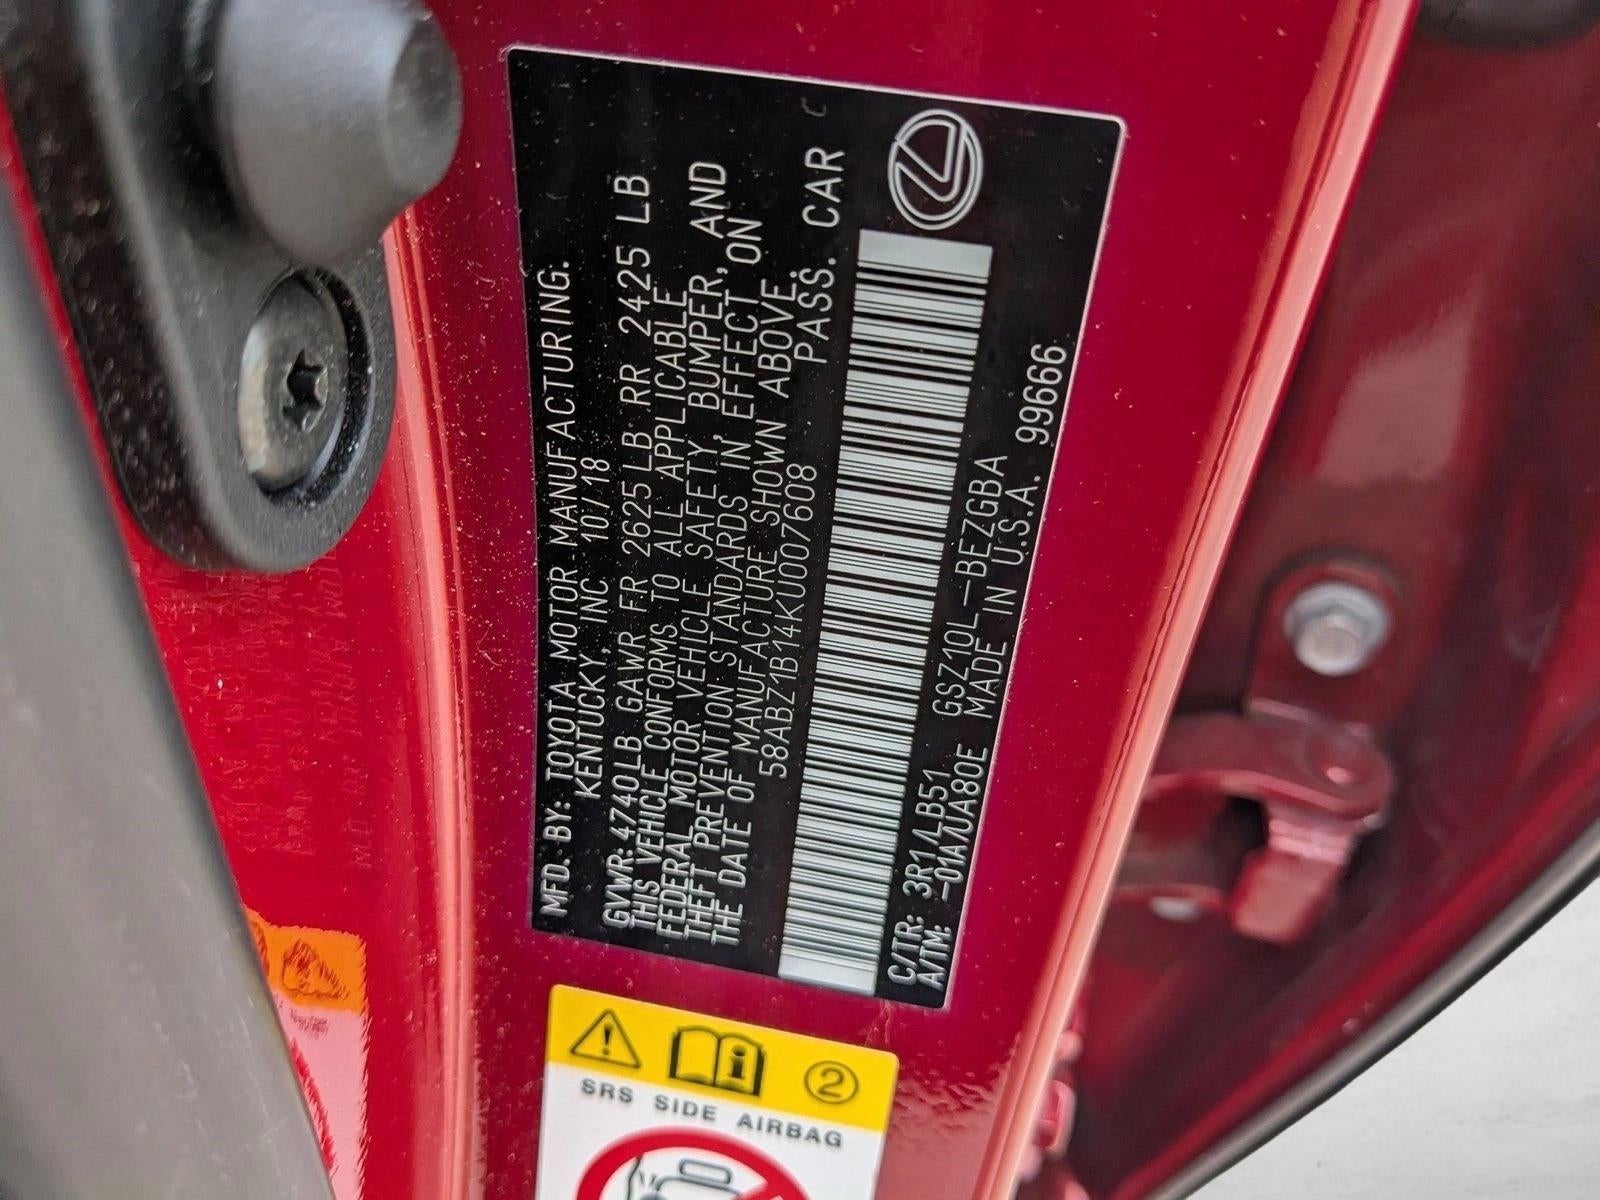 MFD. BY: TOYOTA MOTOR MANUFACTURING.
KENTUCKY, INC 10/18
GVWR: 4740LB GAWR FR 2625LB RR 2425 LB
THIS VEHICLE CONFORMS TO ALL APPLICABLE
FEDERAL MOTOR VEHICLE SAFETY, BUMPER, AND
THEFT PREVENTION STANDARDS IN EFFECT ON
THE DATE OF MANUFACTURE SHOWN ABOVE.
58ABZ1B14KU007608 PASS. CAR
C/TR: 3R1/LB51 GSZ10L-BEZGBA
A/TM: -01A/UA80E MADE IN U.S.A. 99666
2
SRS SIDE AIRBAG